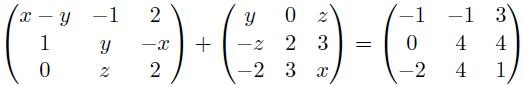 x − y −1 2 y 0 z −1 −1 3
1 y −x + −z 2 3 = 0 4 4
0 z 2 −2 3 x −2 4 1